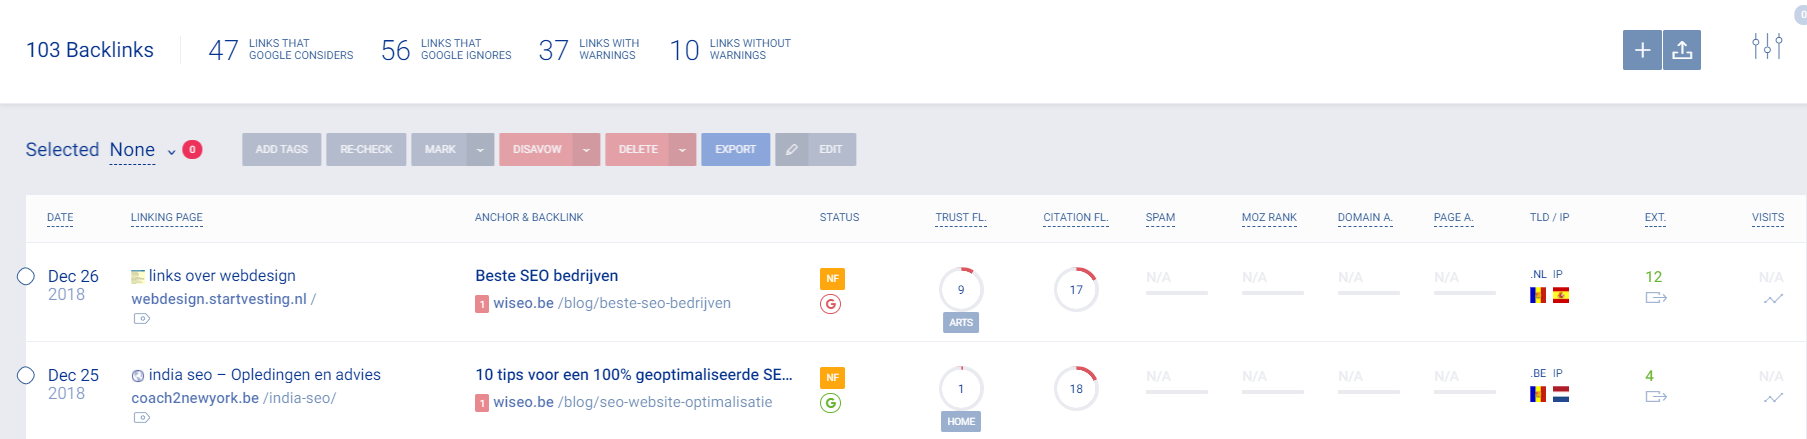 0
103 Backlinks
47 LINKS THAT GOOGLE CONSIDERS
56 LINKS THAT GOOGLE IGNORES
37 LINKS WITH WARNINGS
10 LINKS WITHOUT WARNINGS
Selected None 0 ADD TAGS RE-CHECK MARK DISAVOW DELETE EXPORT EDIT
DATE LINKING PAGE ANCHOR & BACKLINK STATUS TRUST FL. CITATION FL. SPAM MOZ RANK DOMAIN A. PAGE A. TLD / IP EXT. VISITS
Dec 26 links over webdesign Beste SEO bedrijven NF 9 17 N/A N/A N/A N/A .NL IP 12 N/A
2018 webdesign.startvesting.nl / 1 wiseo.be /blog/beste-seo-bedrijven G
ARTS
Dec 25 india seo – Opledingen en advies 10 tips voor een 100% geoptimaliseerde SE... NF 1 18 N/A N/A N/A N/A .BE IP 4 N/A
2018 coach2newyork.be /india-seo/ 1 wiseo.be /blog/seo-website-optimalisatie G
HOME